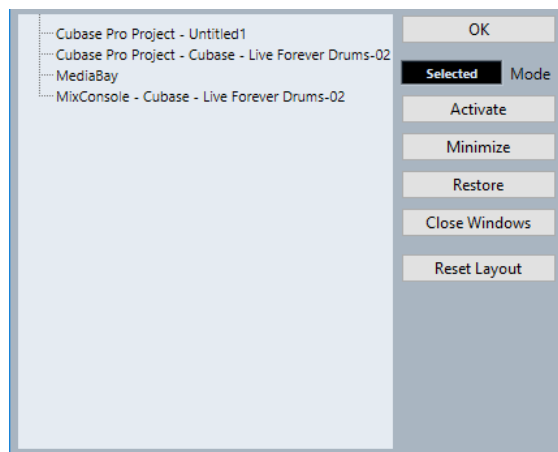 Cubase Pro Project - Untitled1
Cubase Pro Project - Cubase - Live Forever Drums-02
MediaBay
MixConsole - Cubase - Live Forever Drums-02
OK
Selected Mode
Activate
Minimize
Restore
Close Windows
Reset Layout